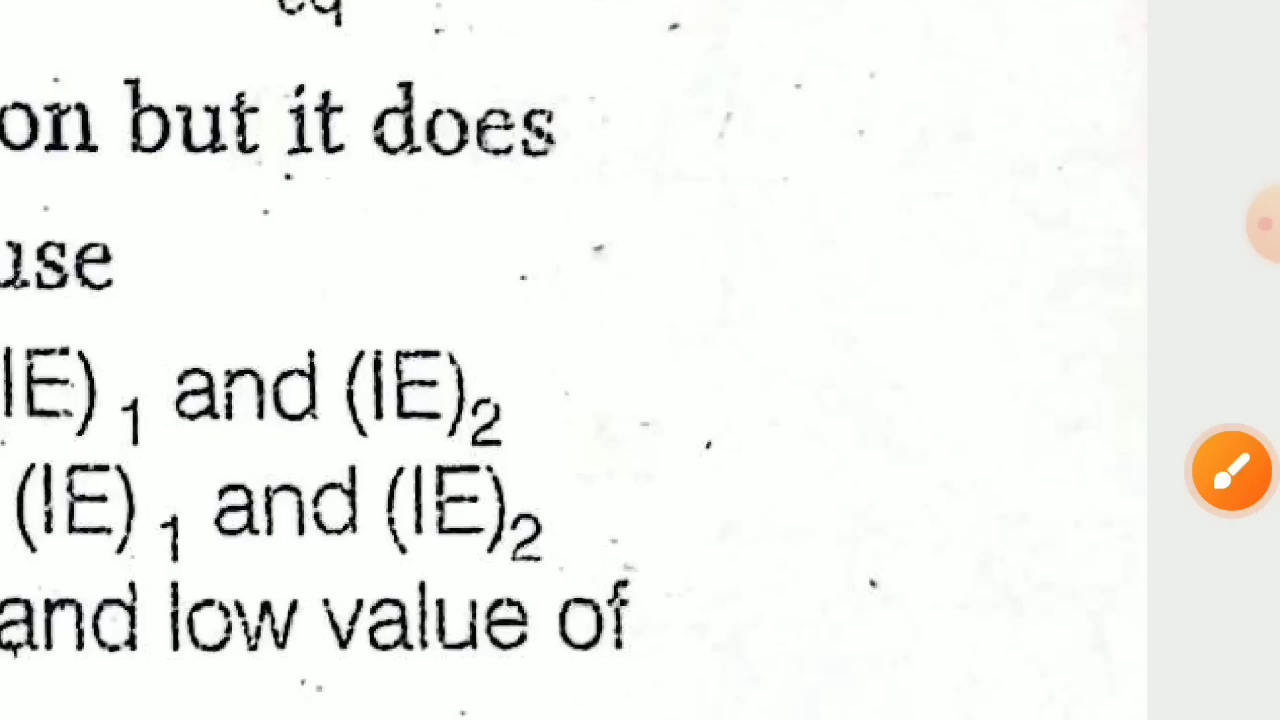 on but it does
use
IE) 1 and (IE)2
(IE) 1 and (IE)2
and low value of